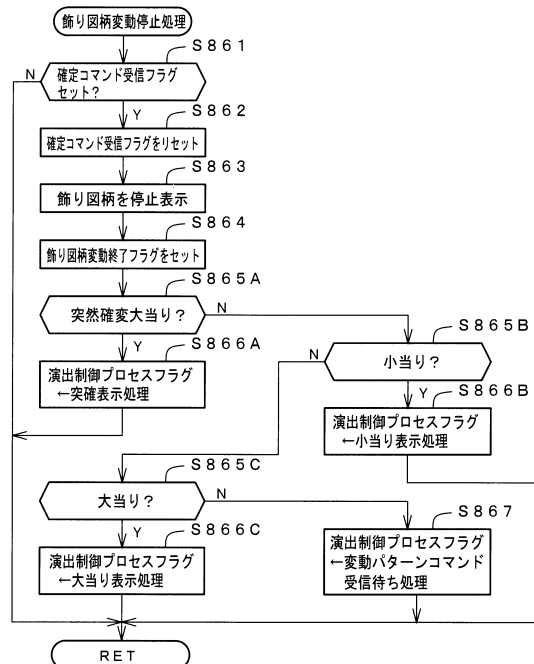 飾り図柄変動停止処理
S861
N
確定コマンド受信フラグ
セット?
Y
S862
確定コマンド受信フラグをリセット
S863
飾り図柄を停止表示
S864
飾り図柄変動終了フラグをセット
S865A
突然確変大当り?
N
S865B
Y
N
小当り?
S866A
演出制御プロセスフラグ
←突確表示処理
Y
S866B
演出制御プロセスフラグ
←小当り表示処理
S865C
大当り?
N
S867
Y
S866C
演出制御プロセスフラグ
←大当り表示処理
演出制御プロセスフラグ
←変動パターンコマンド
受信待ち処理
RET